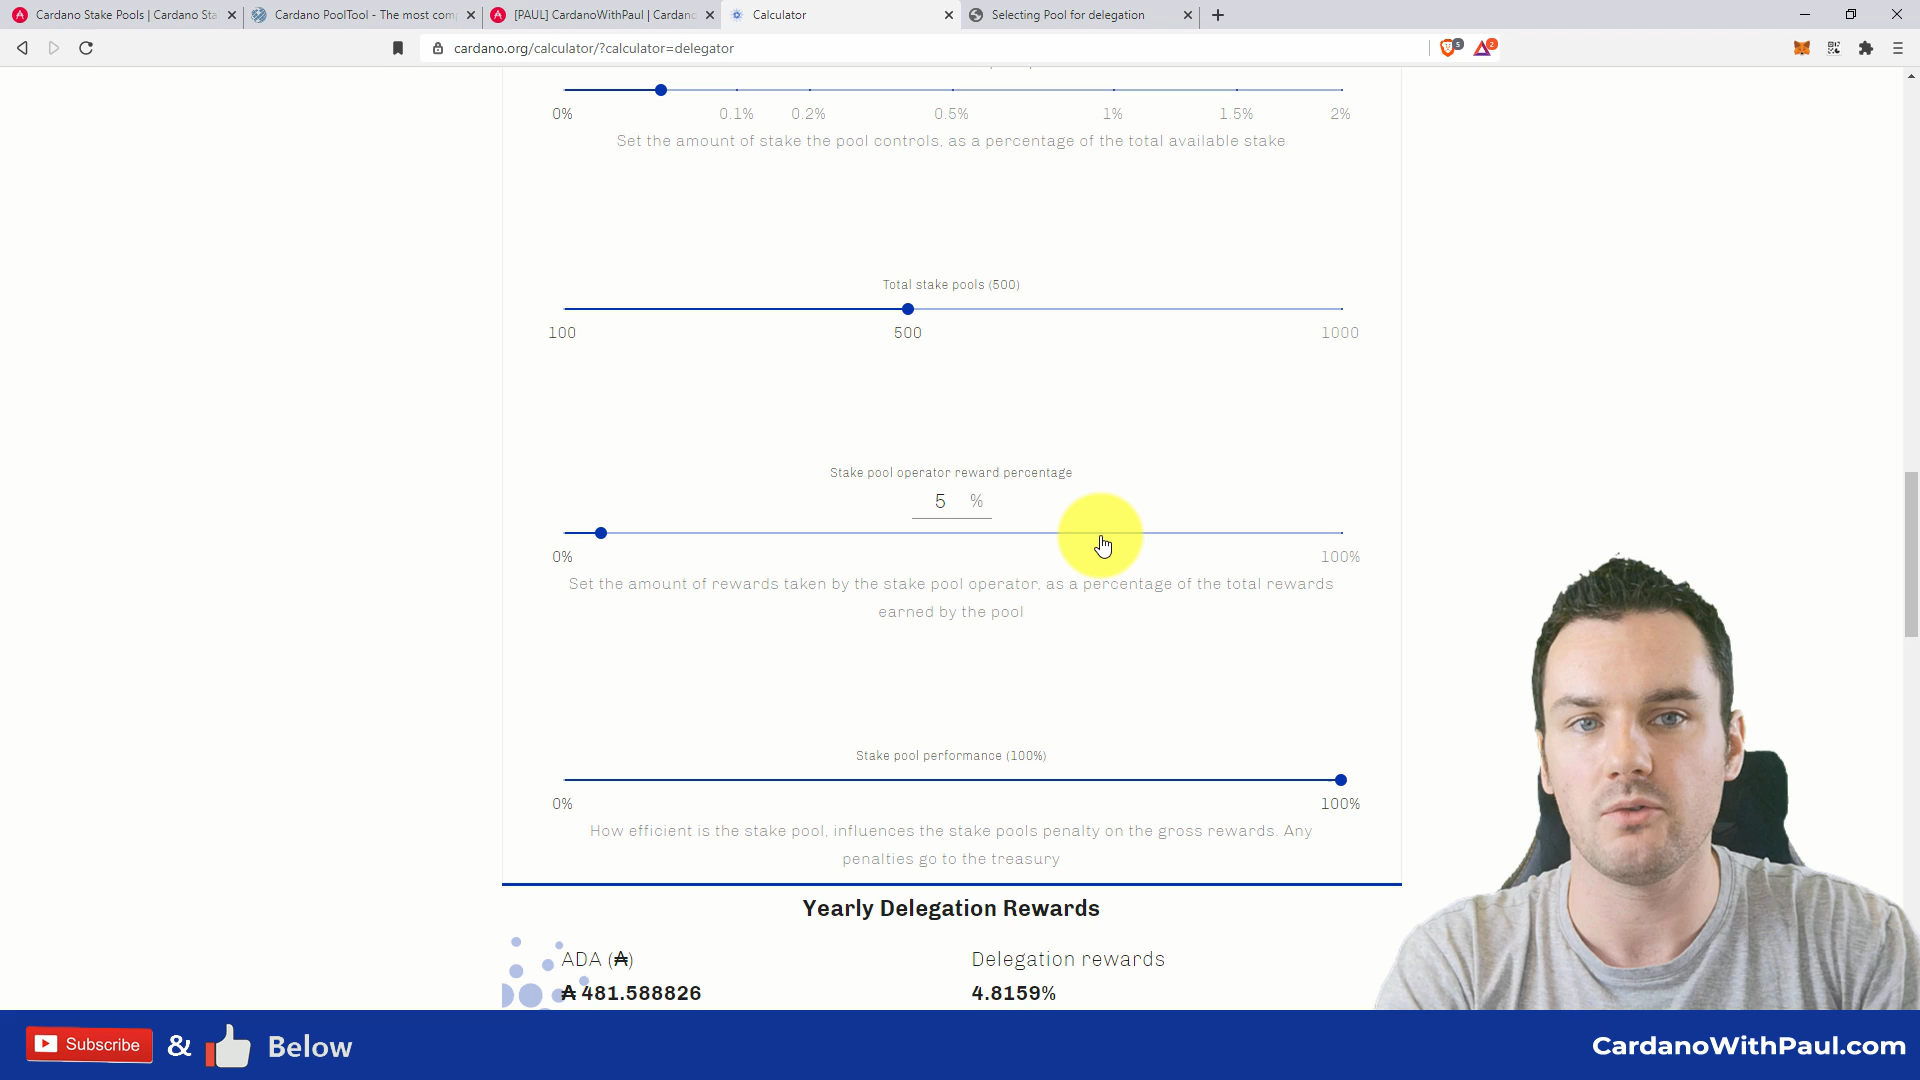 Cardano Stake Pools | Cardano Sta
Cardano PoolTool - The most com
[PAUL] CardanoWithPaul | Cardano
Calculator
Selecting Pool for delegation
cardano.org/calculator/?calculator=delegator
5
2
0%
0.1%
0.2%
0.5%
1%
1.5%
2%
Set the amount of stake the pool controls, as a percentage of the total available stake
Total stake pools (500)
100
500
1000
Stake pool operator reward percentage
5 %
0%
100%
Set the amount of rewards taken by the stake pool operator, as a percentage of the total rewards
earned by the pool
Stake pool performance (100%)
0%
100%
How efficient is the stake pool, influences the stake pools penalty on the gross rewards. Any
penalties go to the treasury
Yearly Delegation Rewards
ADA (₳)
Delegation rewards
₳ 481.588826
4.8159%
Subscribe & Below
CardanoWithPaul.com